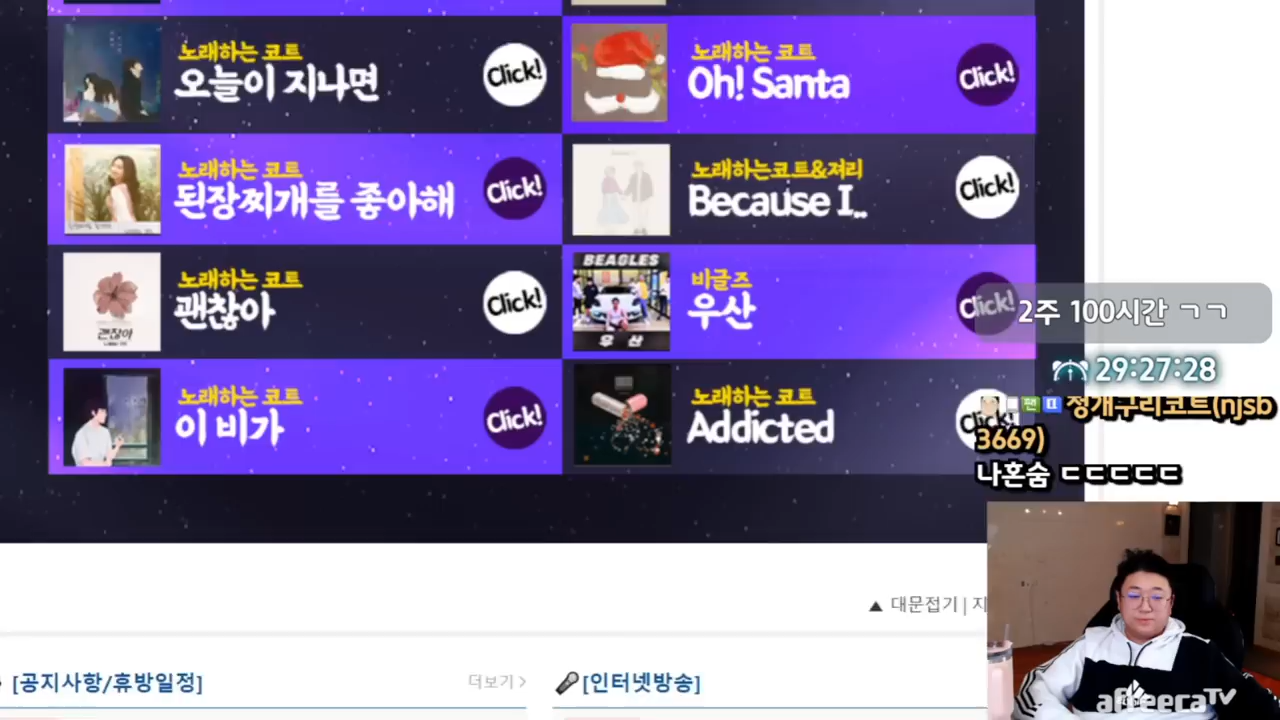 노래하는 코트
오늘이 지나면
Click!
노래하는 코트
Oh! Santa
Click!
노래하는 코트
된장찌개를 좋아해
Click!
노래하는코트&져리
Because I..
Click!
노래하는 코트
괜찮아
Click!
괜찮아
BEAGLES
우 산
비글즈
우산
Click!
2주 100시간 ㄱㄱ
29:27:28
노래하는 코트
이 비가
Click!
노래하는 코트
Addicted
팬 정개구리코트(njsb
3669)
나혼숨 ㄷㄷㄷㄷㄷ
▲ 대문접기 | 지
[공지사항/휴방일정]
더보기 >
[인터넷방송]
afreecaTV